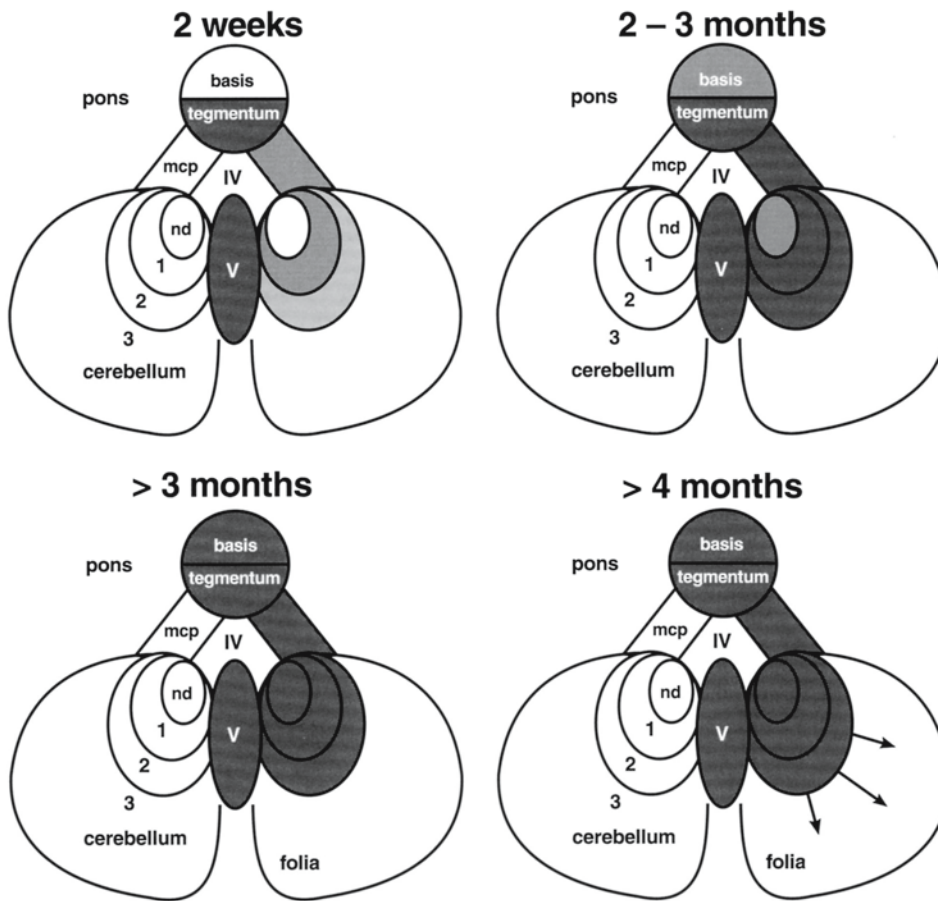 2 weeks
basis
pons
tegmentum
mcp
IV
nd
V
1
2
3
cerebellum
2 – 3 months
basis
pons
tegmentum
mcp
IV
nd
V
1
2
3
cerebellum
> 3 months
basis
pons
tegmentum
mcp
IV
nd
V
1
2
3
cerebellum
folia
> 4 months
basis
pons
tegmentum
mcp
IV
nd
V
1
2
3
cerebellum
folia